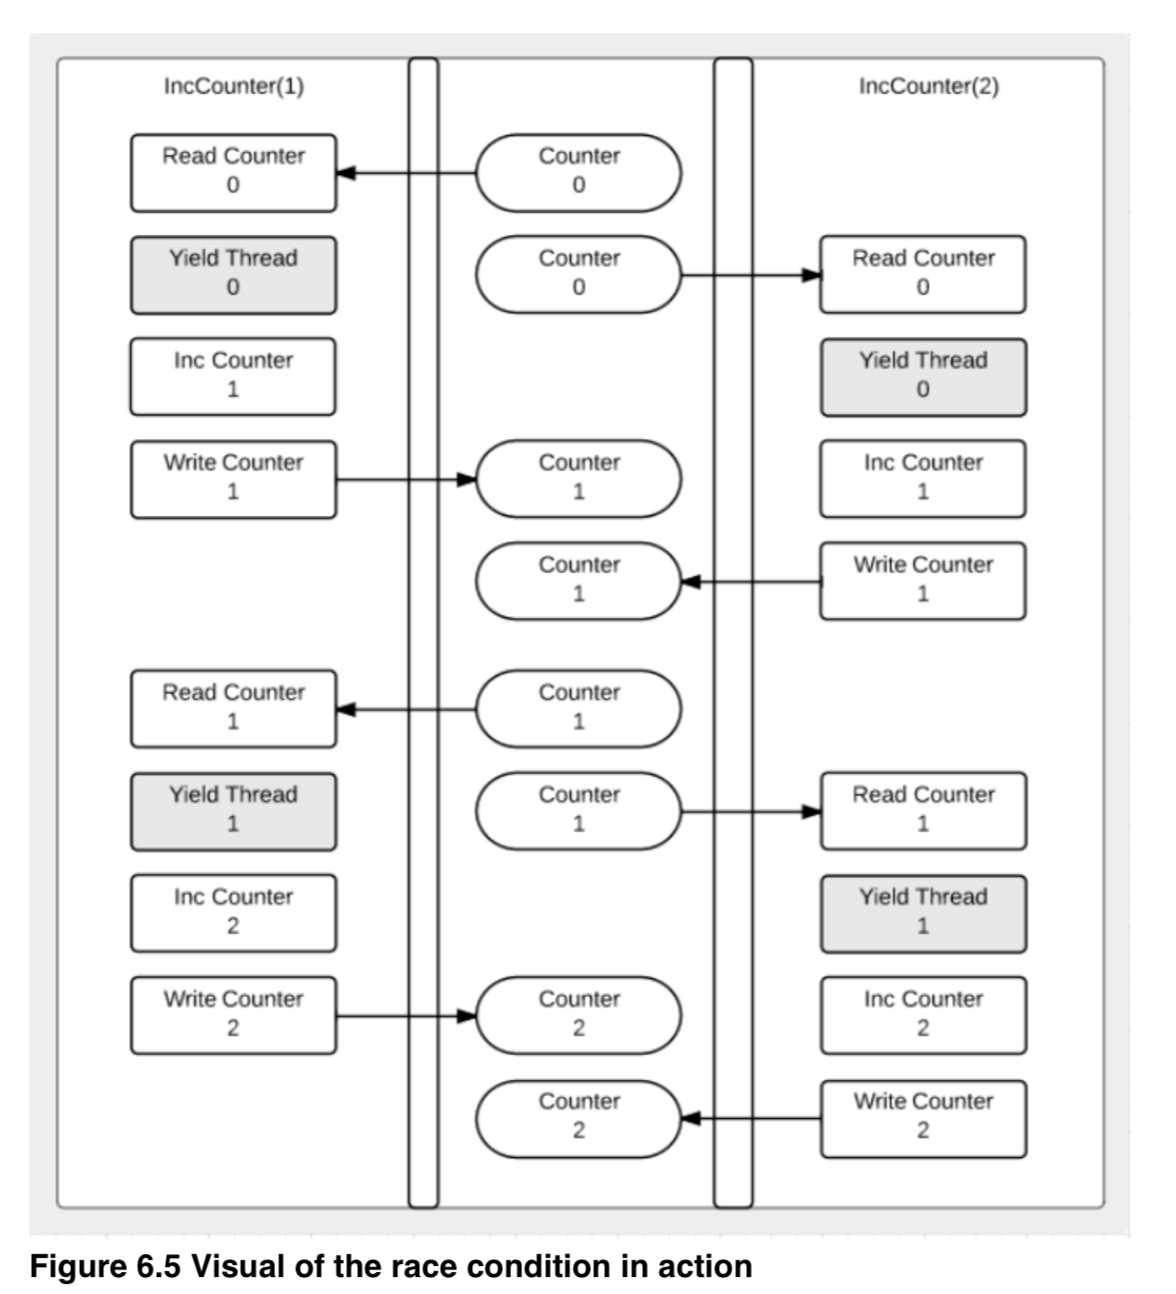 IncCounter(1)
IncCounter(2)
Read Counter
0
Counter
0
Yield Thread
0
Counter
0
Read Counter
0
Inc Counter
1
Yield Thread
0
Write Counter
1
Counter
1
Inc Counter
1
Counter
1
Write Counter
1
Read Counter
1
Counter
1
Yield Thread
1
Counter
1
Read Counter
1
Inc Counter
2
Yield Thread
1
Write Counter
2
Counter
2
Inc Counter
2
Counter
2
Write Counter
2
Figure 6.5 Visual of the race condition in action